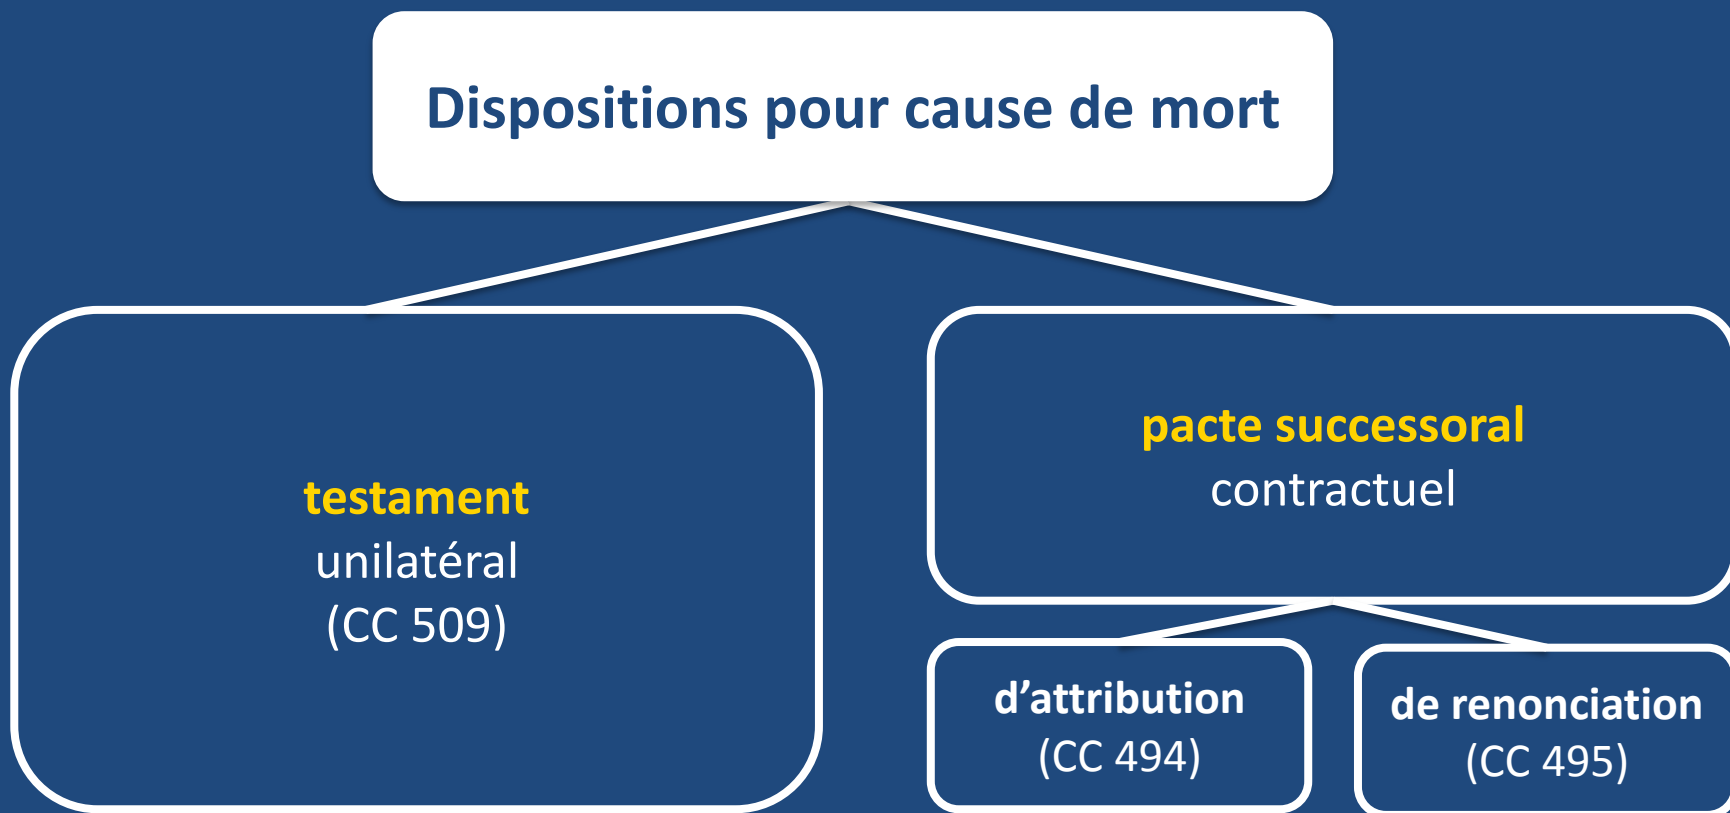 Dispositions pour cause de mort
testament
unilatéral
(CC 509)
pacte successoral
contractuel
d’attribution
(CC 494)
de renonciation
(CC 495)